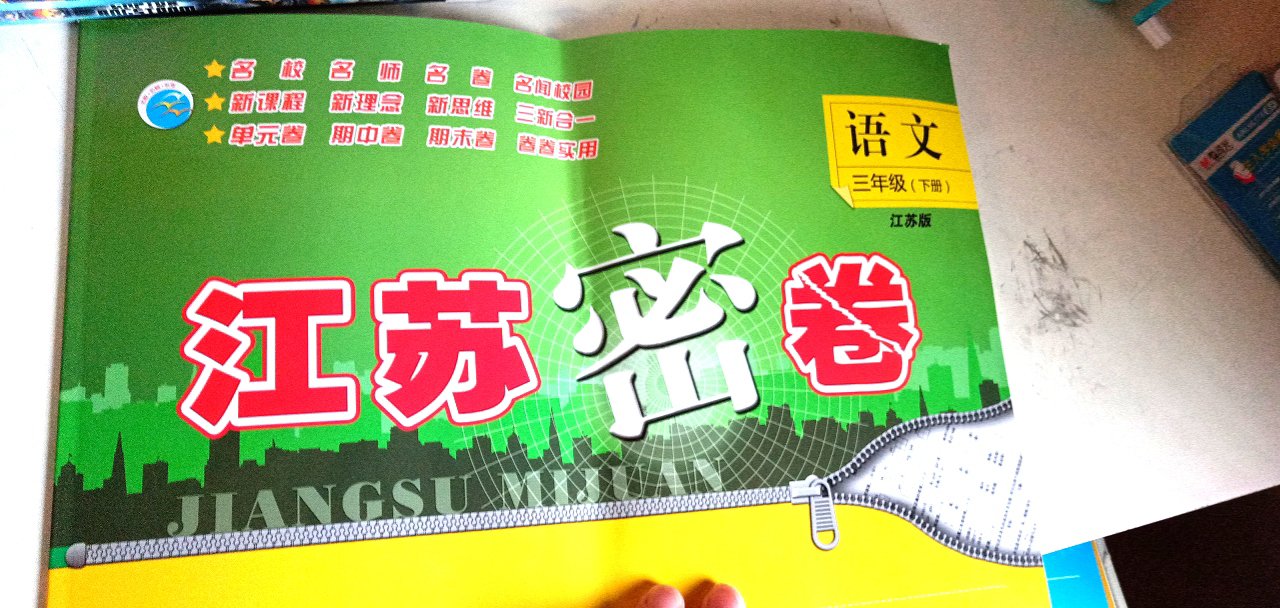 名校 名师 名卷 名闻校园
新课程 新理念 新思维 三新合一
单元卷 期中卷 期末卷 卷卷实用
语文
三年级（下册）
江苏版
江苏密卷
JIANGSU MIJUAN